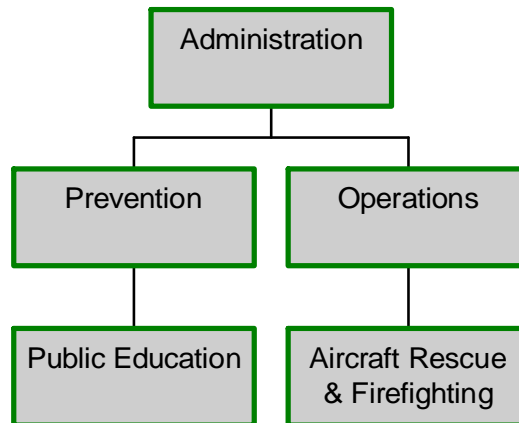 Administration
Prevention
Operations
Public Education
Aircraft Rescue
& Firefighting